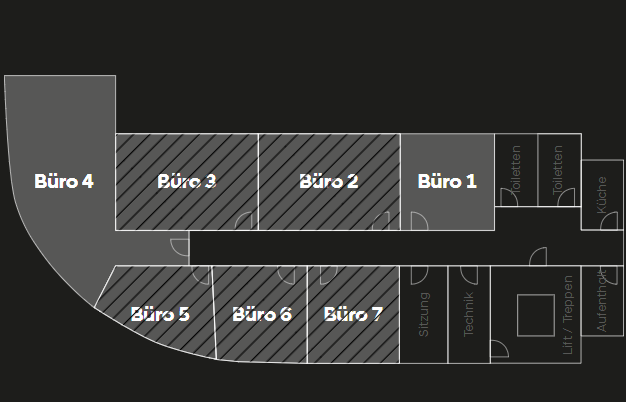 Büro 4
Büro 3
Büro 2
Büro 1
Toiletten
Toiletten
Küche
Büro 5
Büro 6
Büro 7
Sitzung
Technik
Lift / Treppen
Aufenthalt